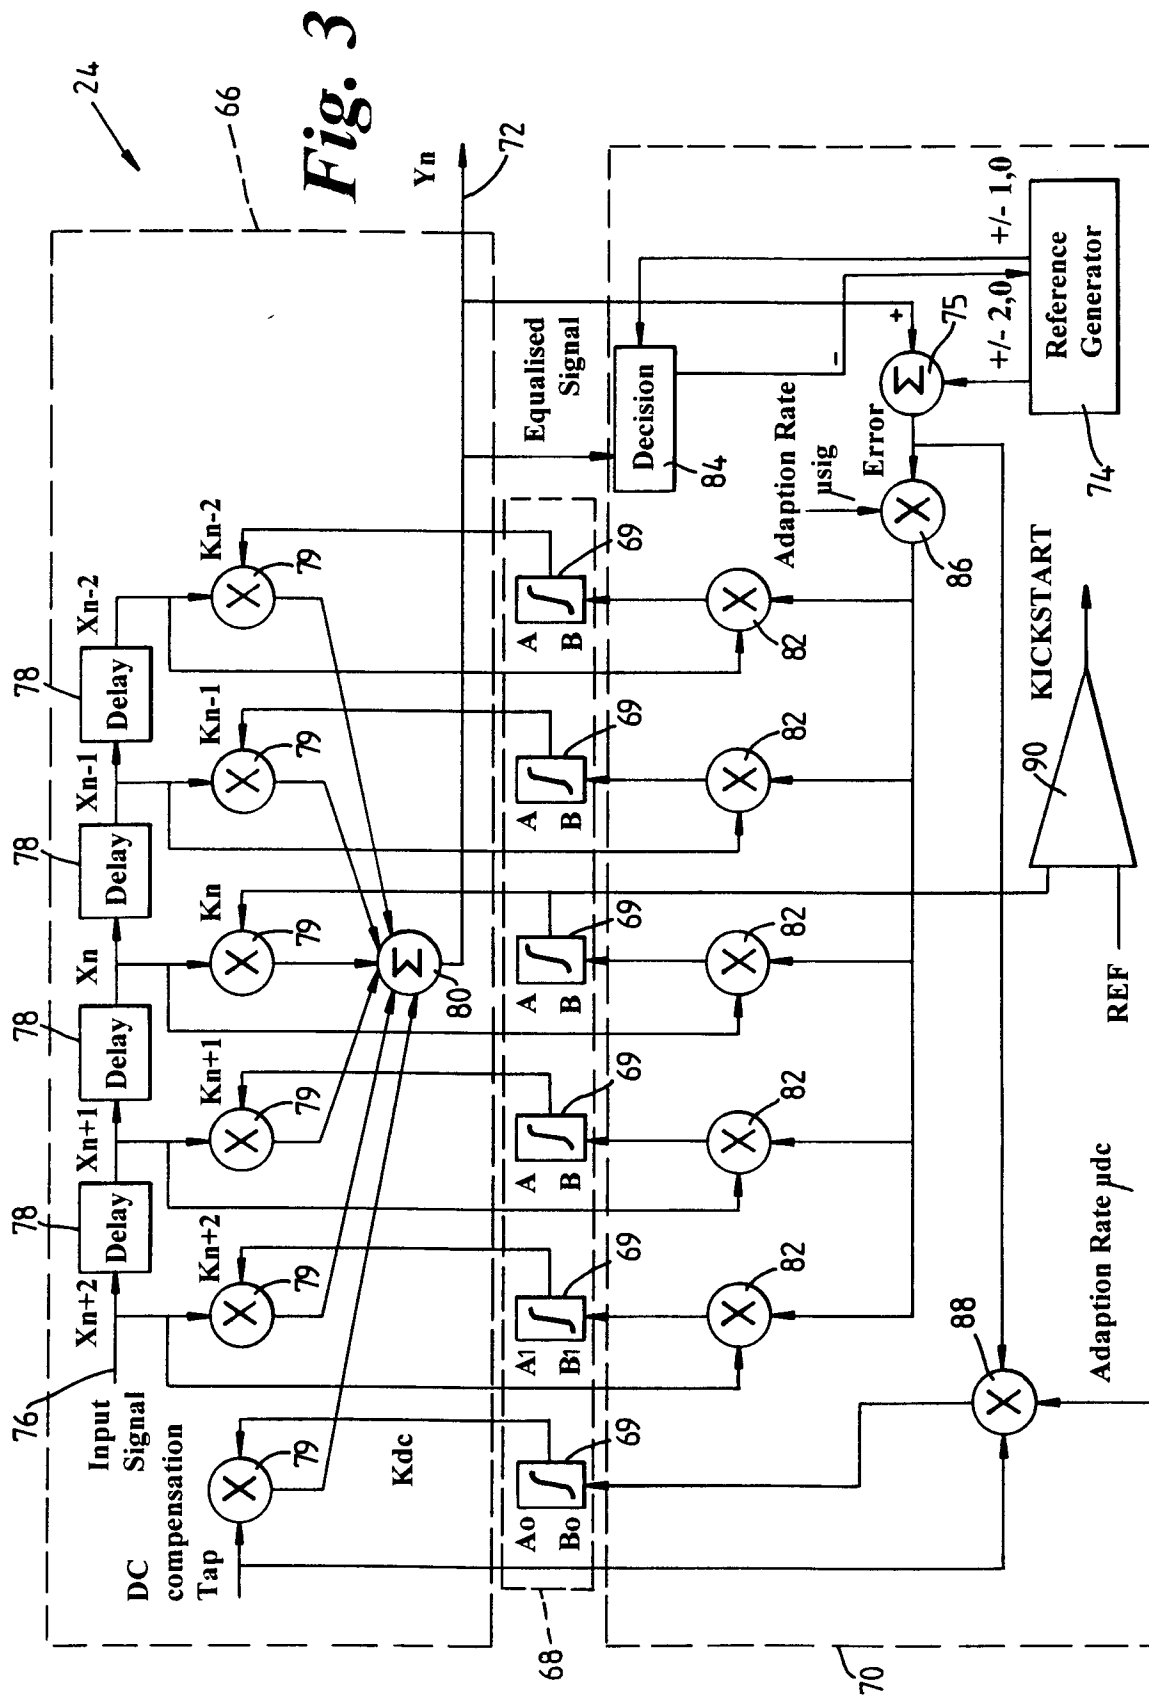 24
Fig. 3
66
72
Yn
78
78
78
78
Delay
Delay
Delay
Delay
76
Input
Signal
Xn+2
Xn+1
Xn
Xn-1
Xn-2
DC
compensation
Tap
Kn+2
Kn+1
Kn
Kn-1
Kn-2
X
X
X
X
X
X
79
79
79
79
79
79
Kdc
Σ
80
Equalised
Signal
68
Ao
Bo
A1
B1
A
B
A
B
A
B
A
B
∫
∫
∫
∫
∫
∫
69
69
69
69
69
69
X
X
X
X
X
82
82
82
82
82
Decision
84
Adaption Rate
μsig
Error
X
86
+
-
Σ
75
+/- 2,0
+/- 1,0
Reference
Generator
74
KICKSTART
90
REF
X
88
Adaption Rate μdc
70